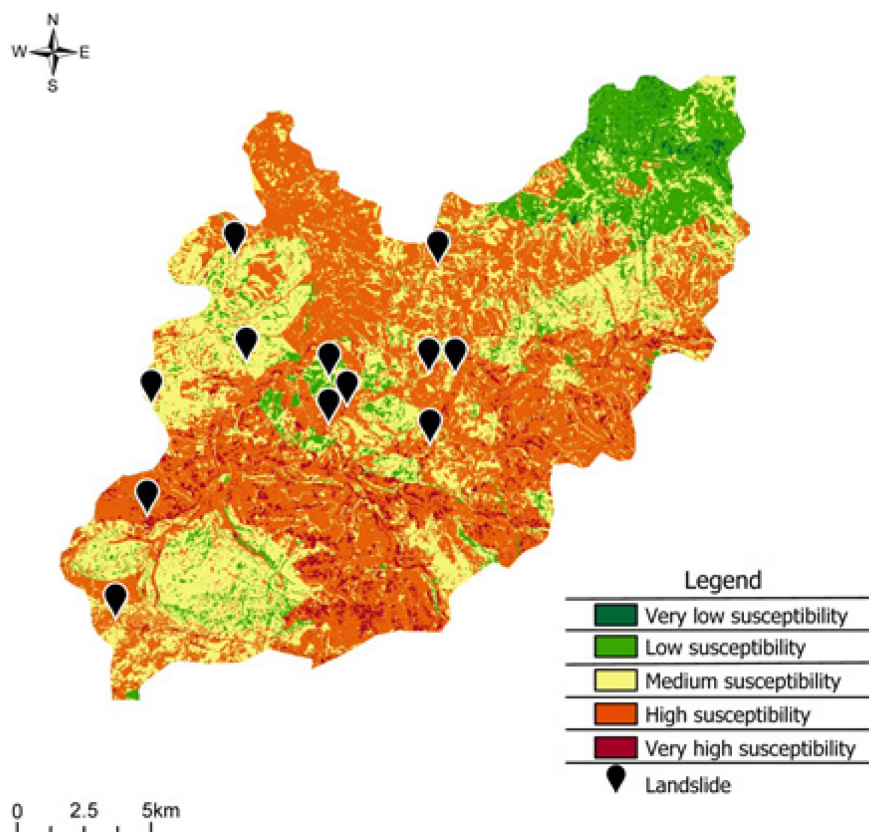 N
W E
S
Legend
Very low susceptibility
Low susceptibility
Medium susceptibility
High susceptibility
Very high susceptibility
Landslide
0 2.5 5km